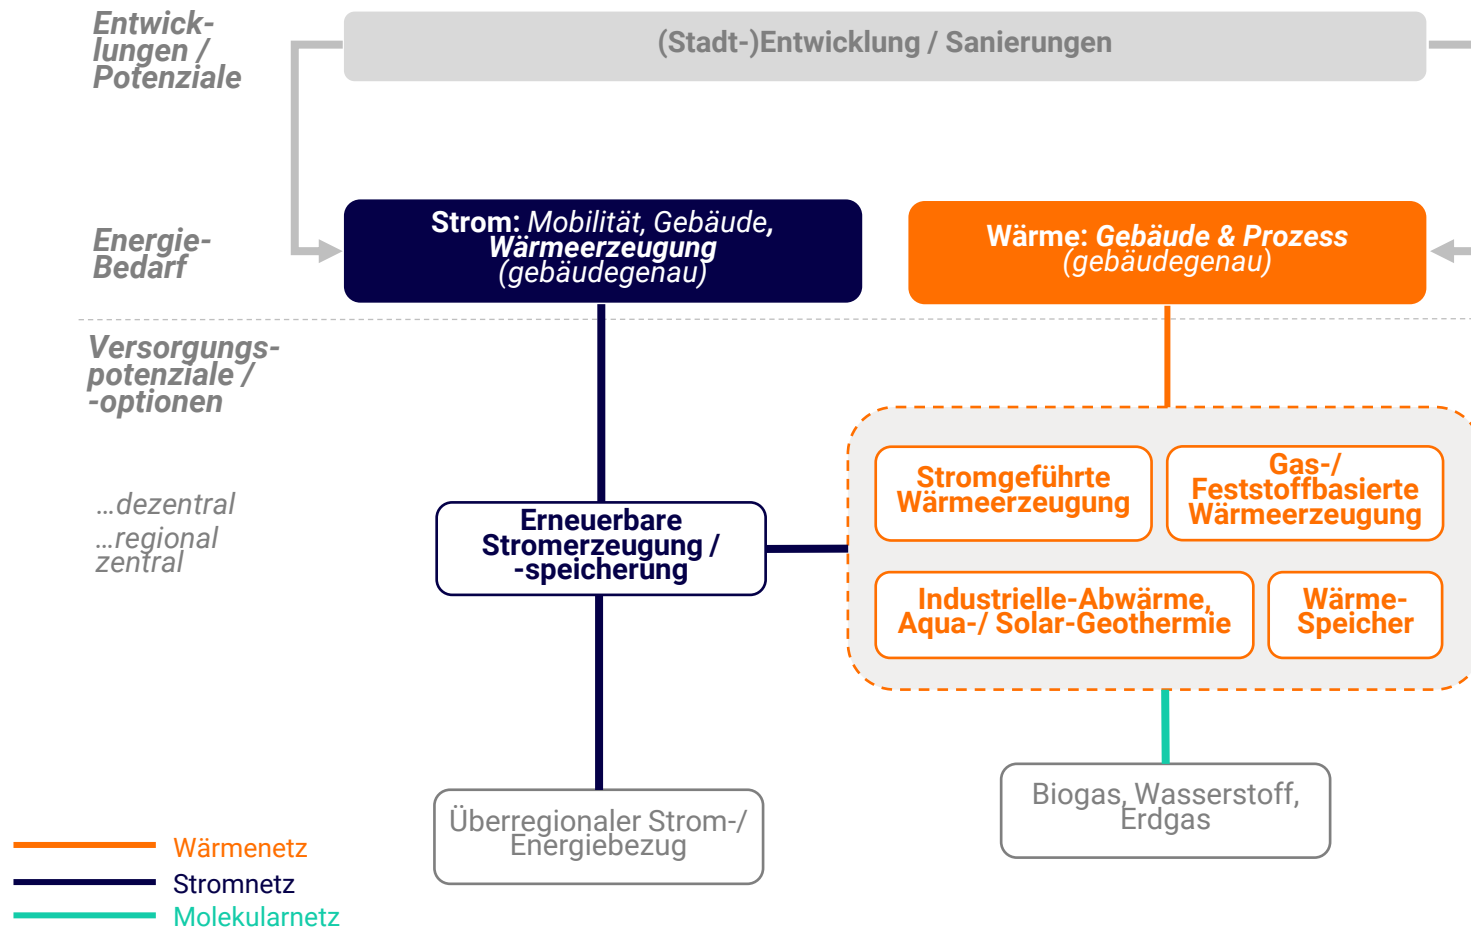 Entwick-
lungen /
Potenziale
(Stadt-)Entwicklung / Sanierungen
Energie-
Bedarf
Strom: Mobilität, Gebäude,
Wärmeerzeugung
(gebäudegenau)
Wärme: Gebäude & Prozess
(gebäudegenau)
Versorgungs-
potenziale /
-optionen
...dezentral
...regional
zentral
Erneuerbare
Stromerzeugung /
-speicherung
Stromgeführte
Wärmeerzeugung
Gas-/
Feststoffbasierte
Wärmeerzeugung
Industrielle-Abwärme,
Aqua-/ Solar-Geothermie
Wärme-
Speicher
Überregionaler Strom-/
Energiebezug
Biogas, Wasserstoff,
Erdgas
Wärmenetz
Stromnetz
Molekularnetz